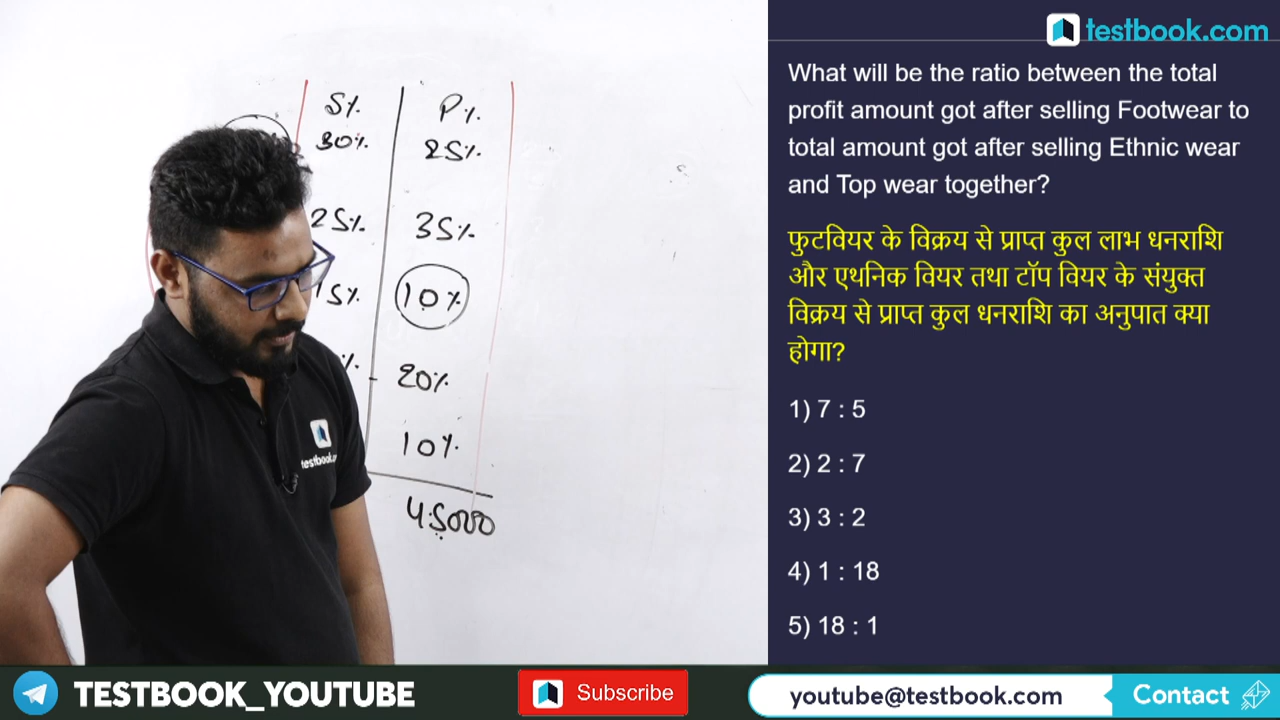 testbook.com
S% P%
30% 25%
25% 35%
15% 10%
% 20%
10%
45000
testbook.
What will be the ratio between the total
profit amount got after selling Footwear to
total amount got after selling Ethnic wear
and Top wear together?
फुटवियर के विक्रय से प्राप्त कुल लाभ धनराशि
और एथनिक वियर तथा टॉप वियर के संयुक्त
विक्रय से प्राप्त कुल धनराशि का अनुपात क्या
होगा?
1) 7 : 5
2) 2 : 7
3) 3 : 2
4) 1 : 18
5) 18 : 1
TESTBOOK_YOUTUBE
Subscribe
youtube@testbook.com
Contact